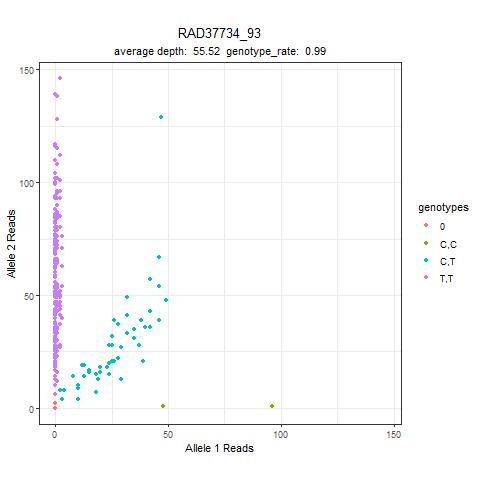 RAD37734_93
average depth:  55.52  genotype_rate:  0.99
150
100
50
0
Allele 2 Reads
0
50
100
150
Allele 1 Reads
genotypes
0
C,C
C,T
T,T